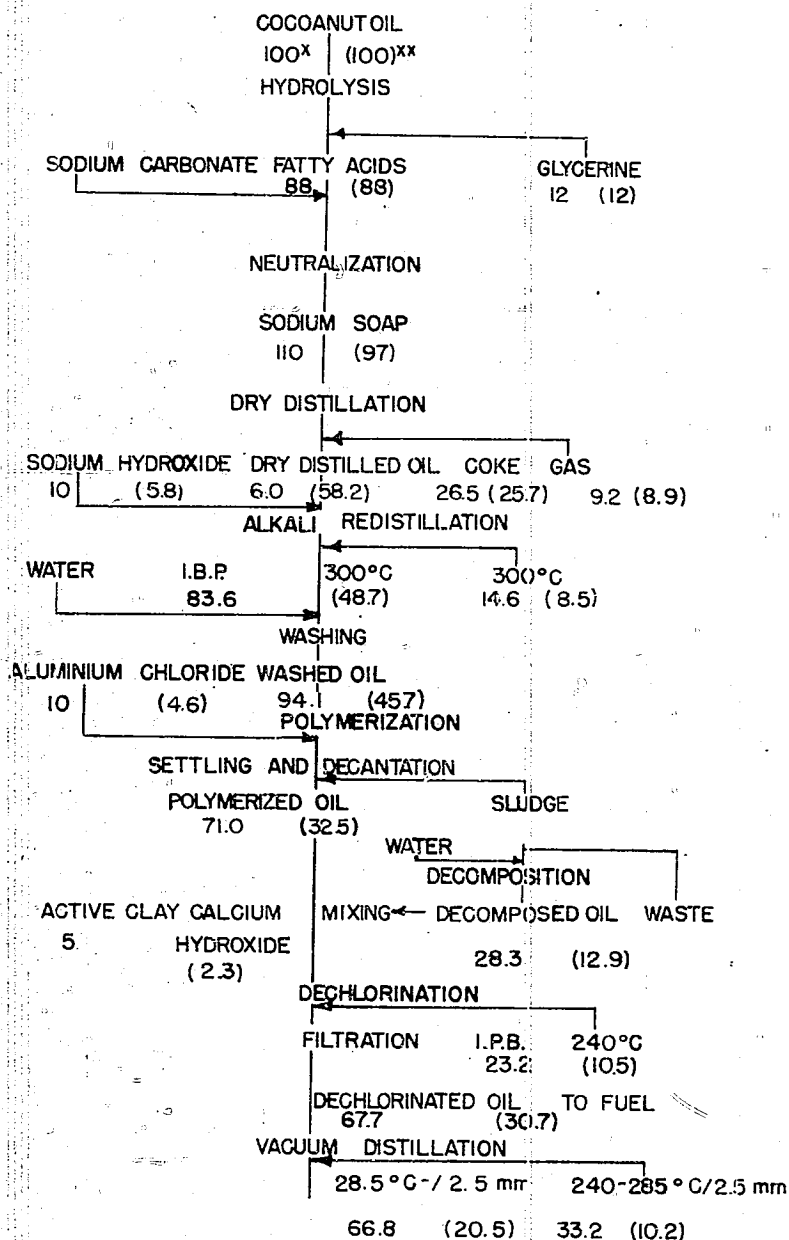 COCOANUT OIL
100x (100)xx
HYDROLYSIS
SODIUM CARBONATE FATTY ACIDS GLYCERINE
88 (88) 12 (12)
NEUTRALIZATION
SODIUM SOAP
110 (97)
DRY DISTILLATION
SODIUM HYDROXIDE DRY DISTILLED OIL COKE GAS
10 (5.8) 6.0 (58.2) 26.5 (25.7) 9.2 (8.9)
ALKALI REDISTILLATION
WATER I.B.P. 300°C 300°C
83.6 (48.7) 14.6 (8.5)
WASHING
ALUMINIUM CHLORIDE WASHED OIL
10 (4.6) 94.1 (457)
POLYMERIZATION
SETTLING AND DECANTATION
POLYMERIZED OIL SLUDGE
71.0 (32.5)
WATER
DECOMPOSITION
ACTIVE CLAY CALCIUM MIXING DECOMPOSED OIL WASTE
5 HYDROXIDE 28.3 (12.9)
(2.3)
DECHLORINATION
FILTRATION I.P.B. 240°C
23.2 (10.5)
DECHLORINATED OIL TO FUEL
67.7 (30.7)
VACUUM DISTILLATION
28.5°C-/2.5 mm 240-285°C/2.5 mm
66.8 (20.5) 33.2 (10.2)